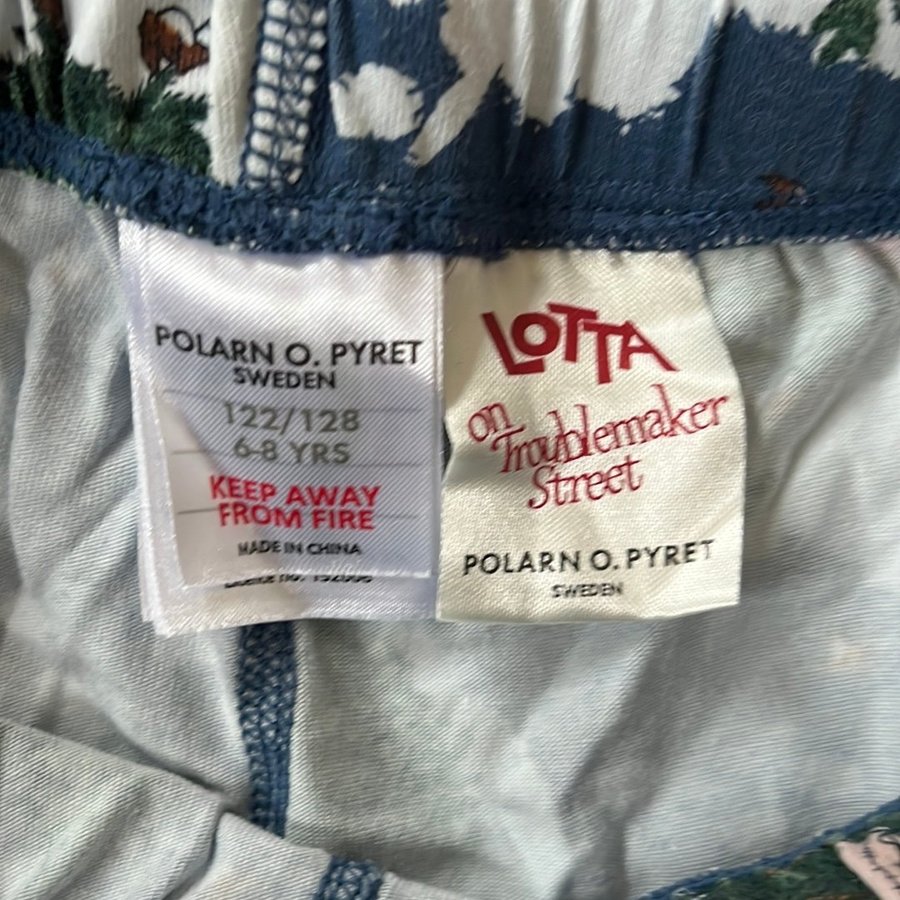 POLARN O. PYRET
SWEDEN
122/128
6-8 YRS
KEEP AWAY
FROM FIRE
MADE IN CHINA
LOTTA
on
Troublemaker
Street
POLARN O. PYRET
SWEDEN